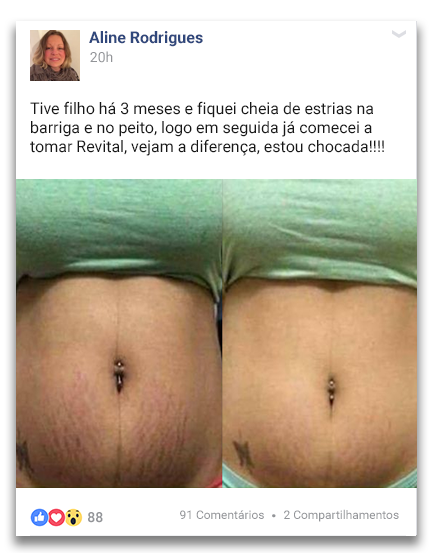 Aline Rodrigues
20h
Tive filho há 3 meses e fiquei cheia de estrias na
barriga e no peito, logo em seguida já comecei a
tomar Revital, vejam a diferença, estou chocada!!!!
88
91 Comentários • 2 Compartilhamentos